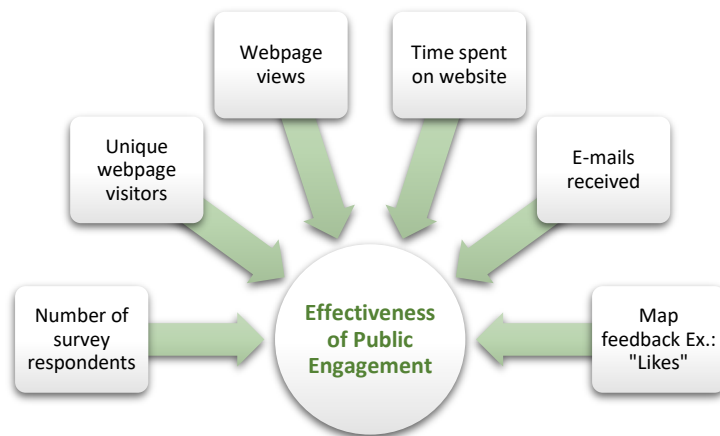 Webpage
views
Time spent
on website
Unique
webpage
visitors
E-mails
received
Number of
survey
respondents
Effectiveness
of Public
Engagement
Map
feedback Ex.:
"Likes"